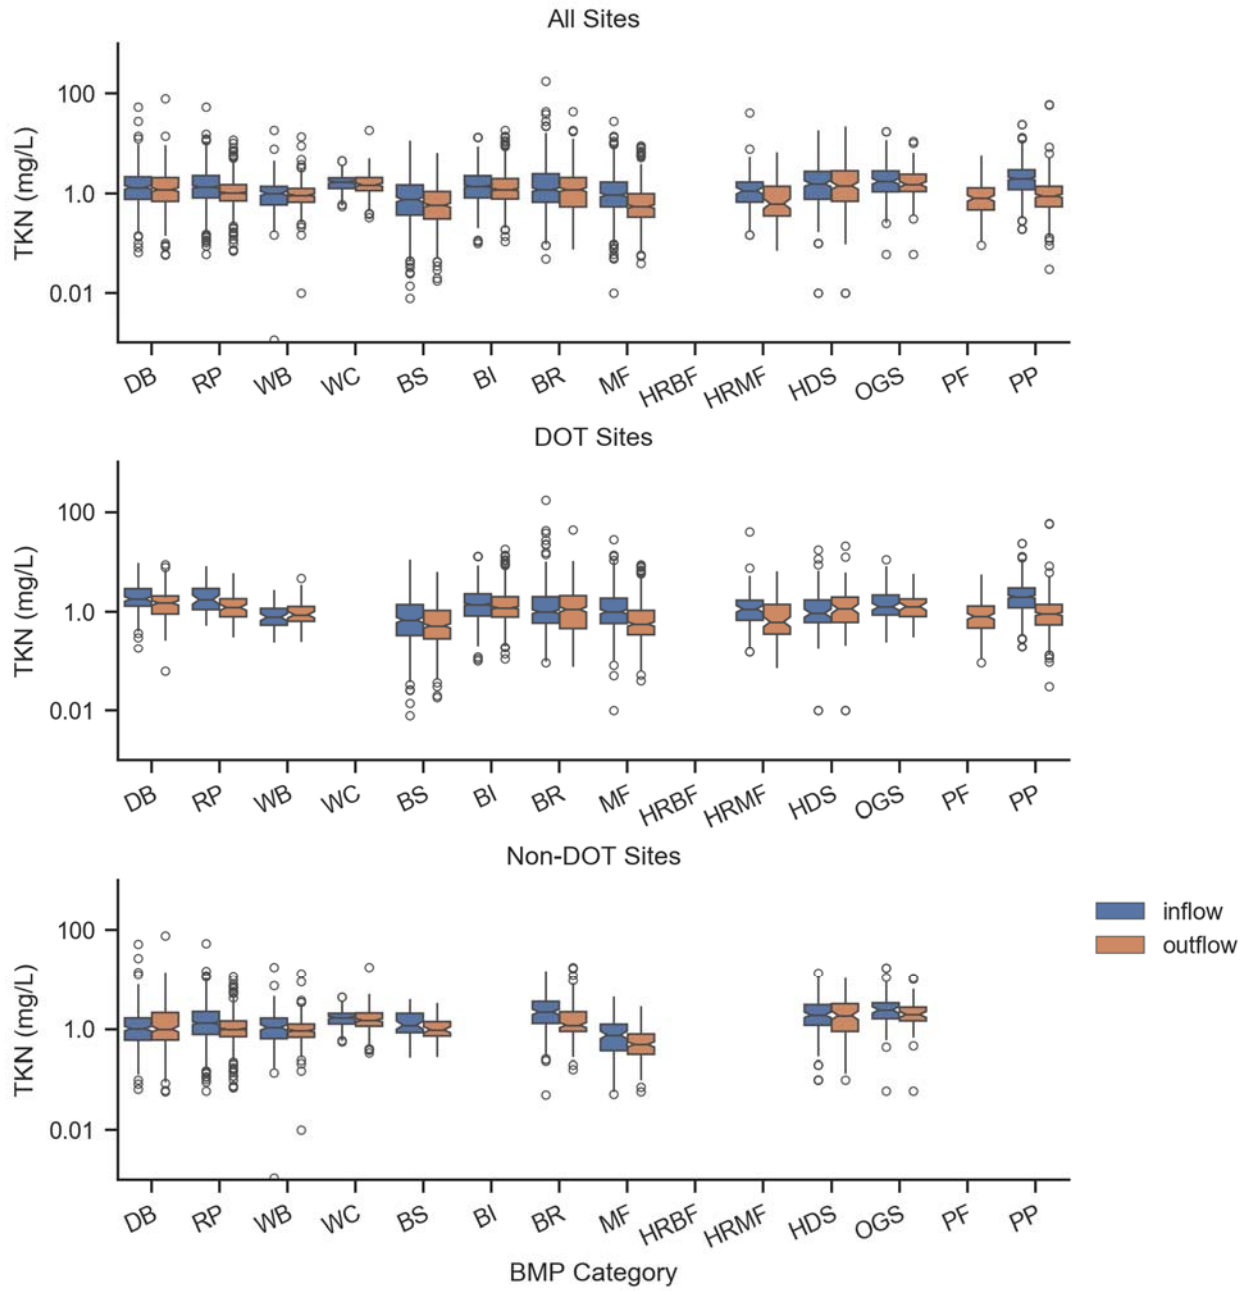 All Sites
TKN (mg/L)
100
1.0
0.01
DB RP WB WC BS BI BR MF HRBF HRMF HDS OGS PF PP
DOT Sites
TKN (mg/L)
100
1.0
0.01
DB RP WB WC BS BI BR MF HRBF HRMF HDS OGS PF PP
Non-DOT Sites
TKN (mg/L)
100
1.0
0.01
DB RP WB WC BS BI BR MF HRBF HRMF HDS OGS PF PP
BMP Category
inflow
outflow